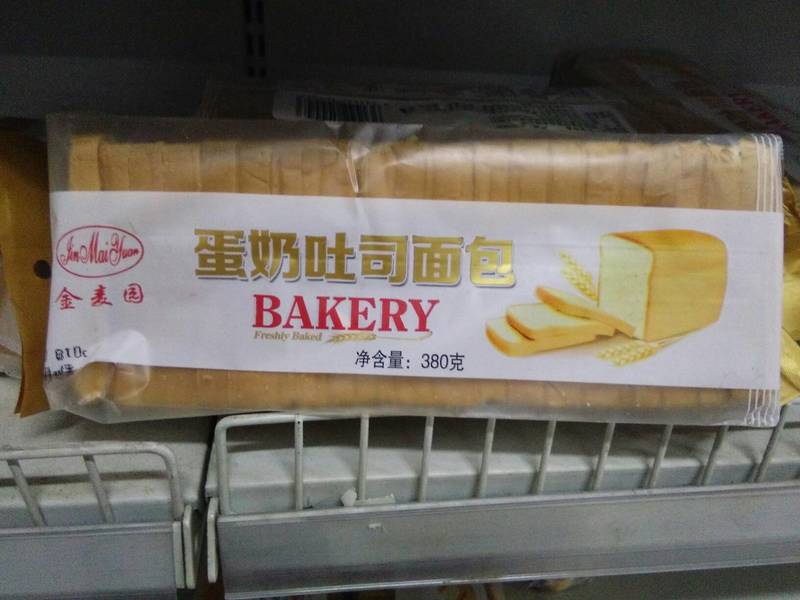 Jin Mai Yuan
金麦园
蛋奶吐司面包
BAKERY
Freshly Baked
净含量：380克
BAKERY